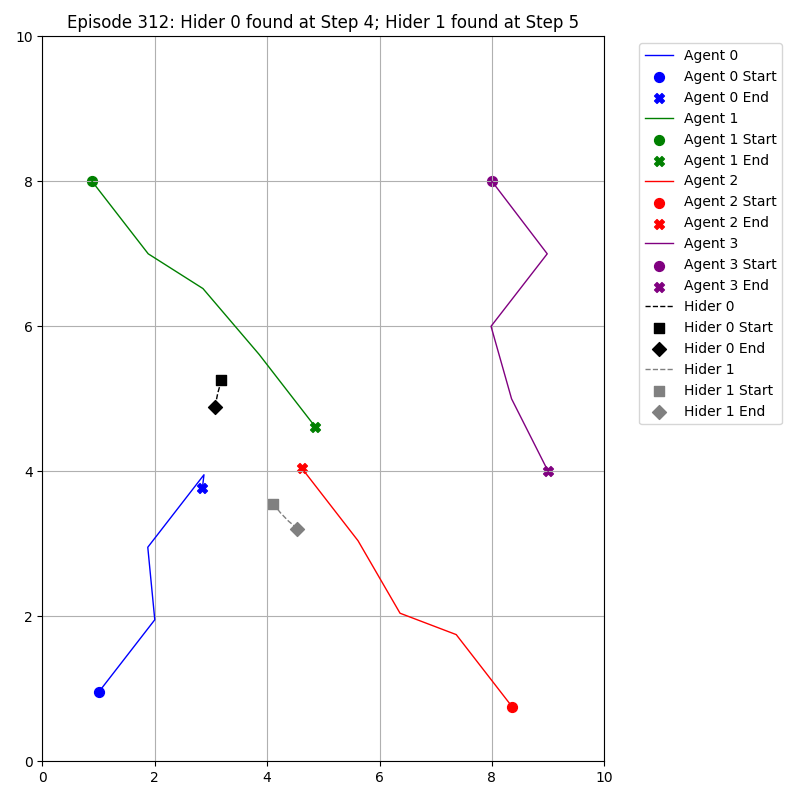 Episode 312: Hider 0 found at Step 4; Hider 1 found at Step 5
10
8
6
4
2
0
0
2
4
6
8
10
Agent 0
Agent 0 Start
Agent 0 End
Agent 1
Agent 1 Start
Agent 1 End
Agent 2
Agent 2 Start
Agent 2 End
Agent 3
Agent 3 Start
Agent 3 End
Hider 0
Hider 0 Start
Hider 0 End
Hider 1
Hider 1 Start
Hider 1 End